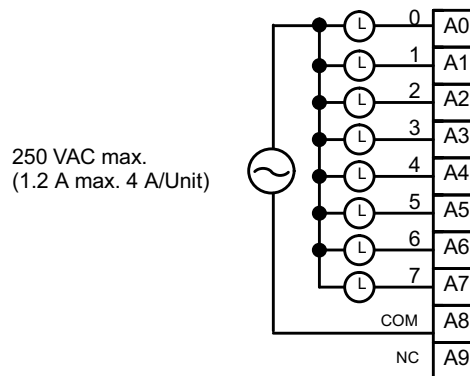 L 0 A0
L 1 A1
L 2 A2
L 3 A3
250 VAC max.
(1.2 A max. 4 A/Unit)
L 4 A4
L 5 A5
L 6 A6
L 7 A7
COM A8
NC A9